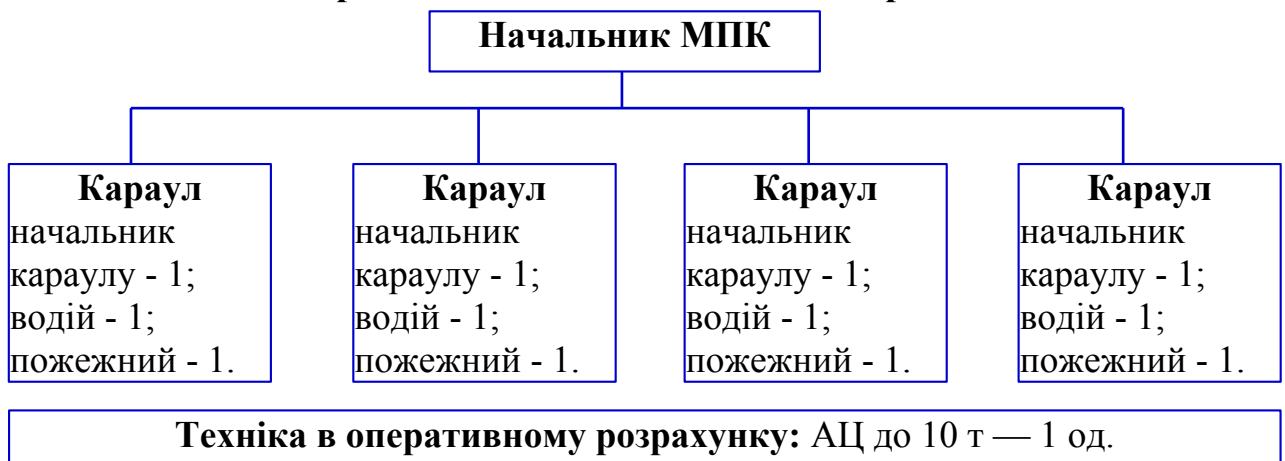 Начальник МПК
Караул
начальник
караулу - 1;
водій - 1;
пожежний - 1.
Караул
начальник
караулу - 1;
водій - 1;
пожежний - 1.
Караул
начальник
караулу - 1;
водій - 1;
пожежний - 1.
Караул
начальник
караулу - 1;
водій - 1;
пожежний - 1.
Техніка в оперативному розрахунку: АЦ до 10 т — 1 од.